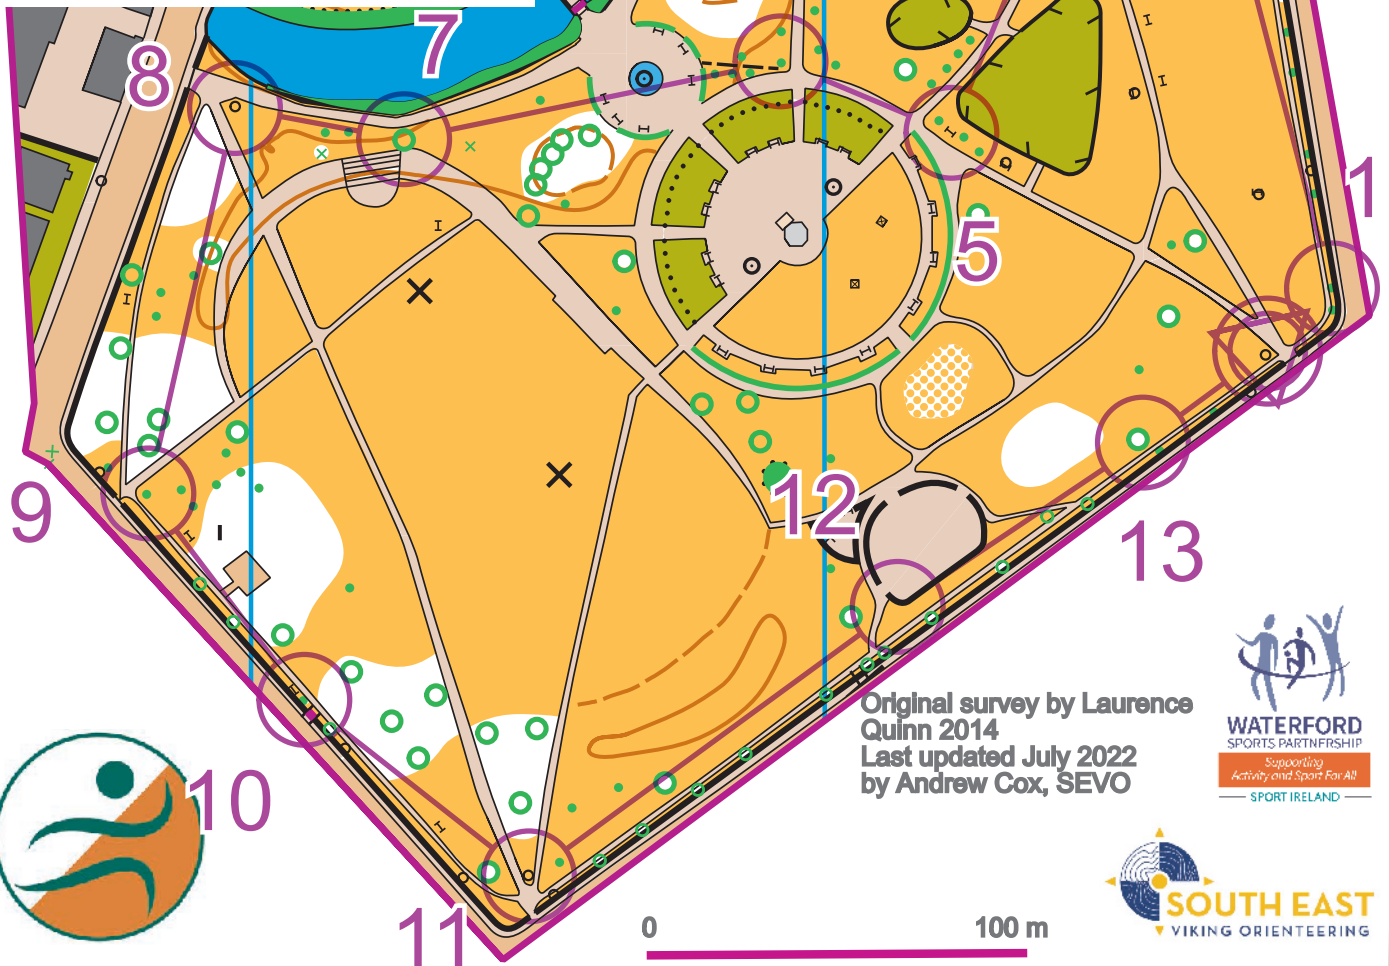 7
8
1
5
9
12
13
Original survey by Laurence
Quinn 2014
Last updated July 2022
by Andrew Cox, SEVO
WATERFORD
SPORTS PARTNERSHIP
Supporting
Activity and Sport For All
SPORT IRELAND
10
11
0 100 m
SOUTH EAST
VIKING ORIENTEERING